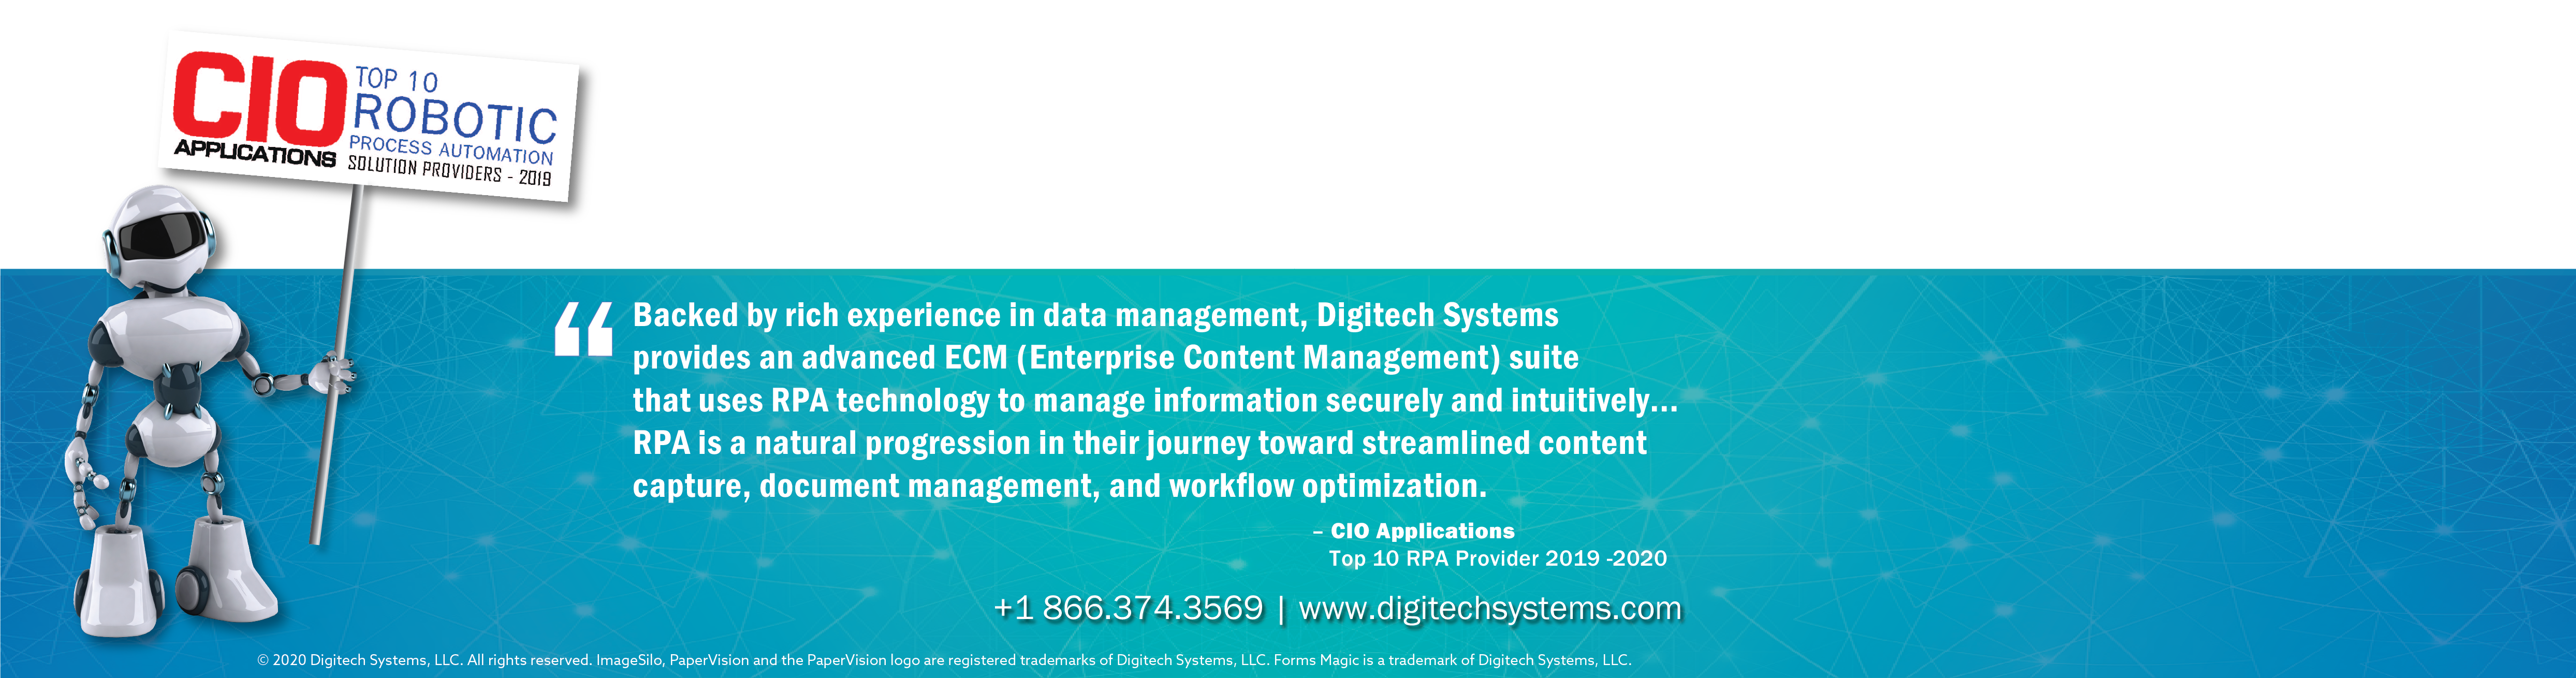 CIO
APPLICATIONS
TOP 10
ROBOTIC
PROCESS AUTOMATION
SOLUTION PROVIDERS - 2019
“ Backed by rich experience in data management, Digitech Systems
provides an advanced ECM (Enterprise Content Management) suite
that uses RPA technology to manage information securely and intuitively...
RPA is a natural progression in their journey toward streamlined content
capture, document management, and workflow optimization.
– CIO Applications
Top 10 RPA Provider 2019 -2020
+1 866.374.3569 | www.digitechsystems.com
© 2020 Digitech Systems, LLC. All rights reserved. ImageSilo, PaperVision and the PaperVision logo are registered trademarks of Digitech Systems, LLC. Forms Magic is a trademark of Digitech Systems, LLC.